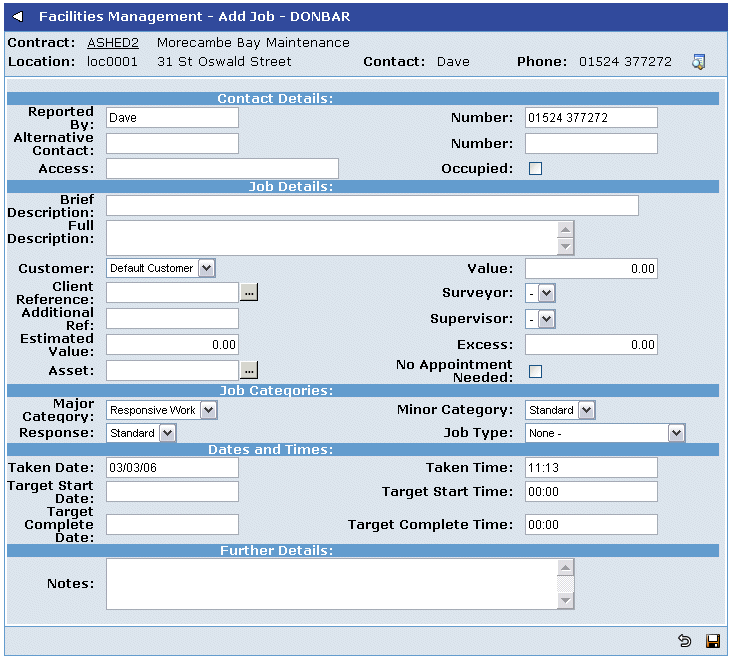 Facilities Management - Add Job - DONBAR
Contract: ASHED2 Morecambe Bay Maintenance
Location: loc0001 31 St Oswald Street Contact: Dave Phone: 01524 377272
Contact Details:
Reported By: Dave Number: 01524 377272
Alternative Contact: Number:
Access: Occupied:
Job Details:
Brief Description:
Full Description:
Customer: Default Customer Value: 0.00
Client Reference: ... Surveyor: -
Additional Ref: Supervisor: -
Estimated Value: 0.00 Excess: 0.00
Asset: ... No Appointment Needed:
Job Categories:
Major Category: Responsive Work Minor Category: Standard
Response: Standard Job Type: None -
Dates and Times:
Taken Date: 03/03/06 Taken Time: 11:13
Target Start Date: Target Start Time: 00:00
Target Complete Date: Target Complete Time: 00:00
Further Details:
Notes: